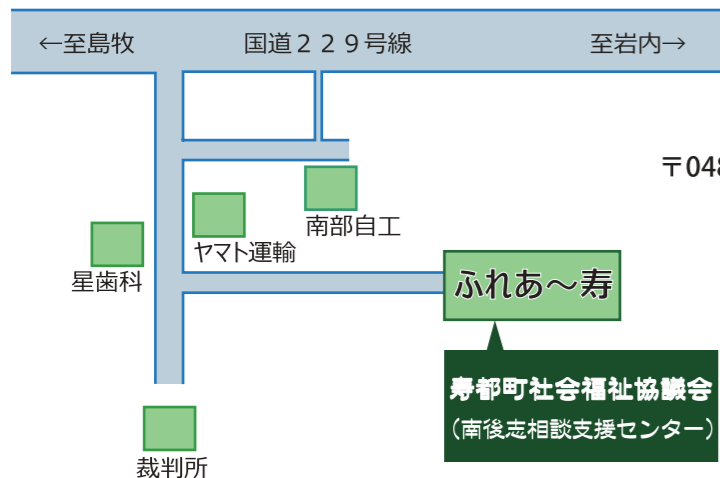 ←至島牧
国道２２９号線
至岩内→
〒048
南部自工
ヤマト運輸
星歯科
ふれあ～寿
寿都町社会福祉協議会
（南後志相談支援センター）
裁判所